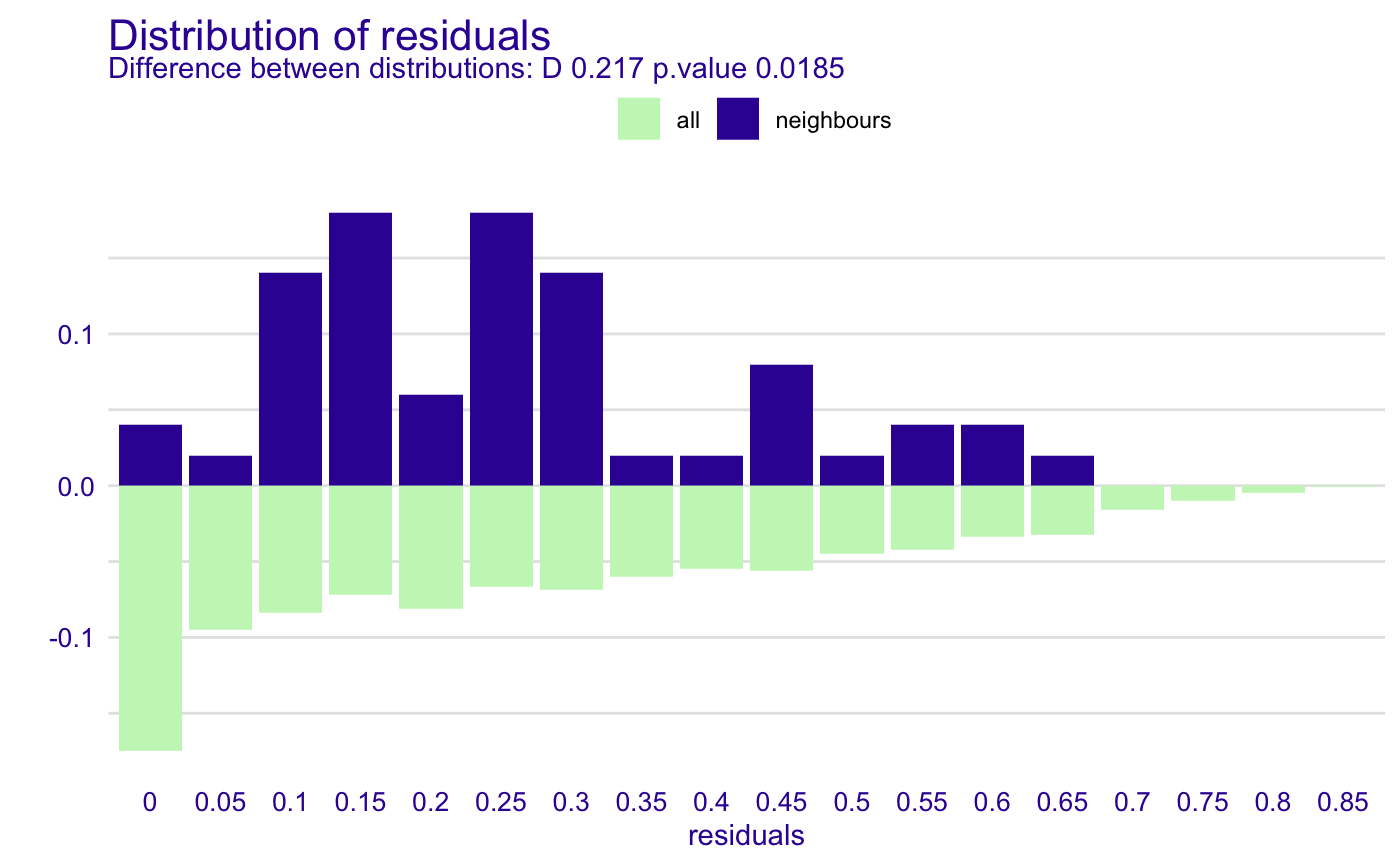 Distribution of residuals
Difference between distributions: D 0.217 p.value 0.0185
all neighbours
0.1
0.0
-0.1
0 0.05 0.1 0.15 0.2 0.25 0.3 0.35 0.4 0.45 0.5 0.55 0.6 0.65 0.7 0.75 0.8 0.85
residuals